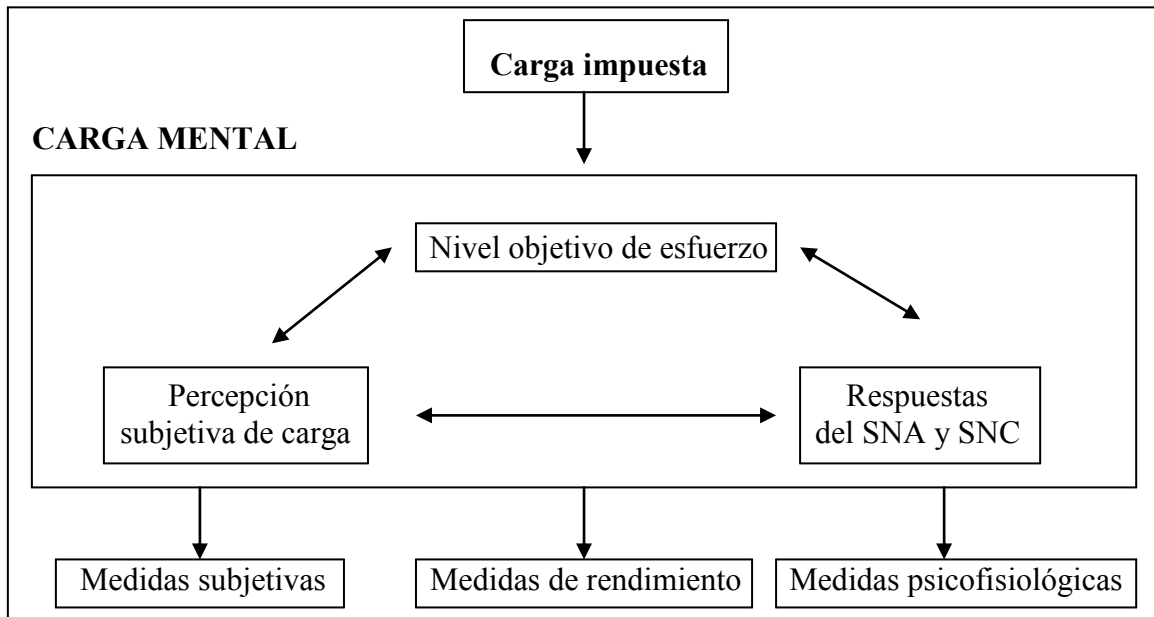 Carga impuesta
CARGA MENTAL
Nivel objetivo de esfuerzo
Percepción
subjetiva de carga
Respuestas
del SNA y SNC
Medidas subjetivas
Medidas de rendimiento
Medidas psicofisiológicas